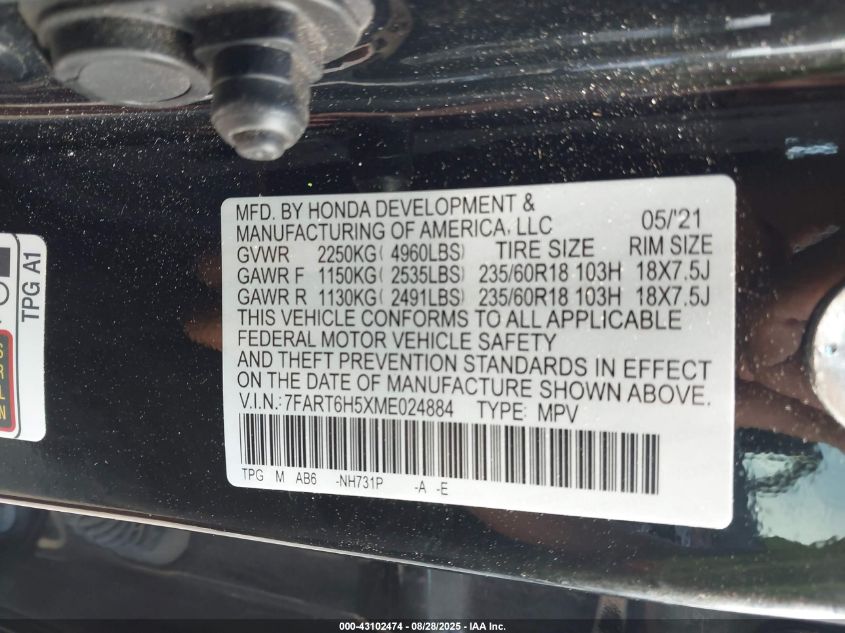 MFD. BY HONDA DEVELOPMENT & 05/'21
MANUFACTURING OF AMERICA, LLC
GVWR 2250KG( 4960LBS) TIRE SIZE RIM SIZE
GAWR F 1150KG( 2535LBS) 235/60R18 103H 18X7.5J
GAWR R 1130KG( 2491LBS) 235/60R18 103H 18X7.5J
THIS VEHICLE CONFORMS TO ALL APPLICABLE
FEDERAL MOTOR VEHICLE SAFETY
AND THEFT PREVENTION STANDARDS IN EFFECT
ON THE DATE OF MANUFACTURE SHOWN ABOVE.
V.I.N.:7FART6H5XME024884 TYPE: MPV
TPG M AB6 -NH731P -A -E
TPG A1
000-43102474 - 08/28/2025 - IAA Inc.